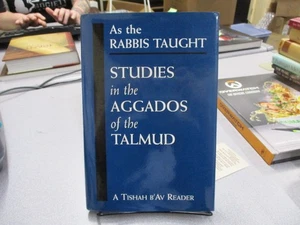 As the
RABBIS TAUGHT
STUDIES
in the
AGGADOS
of the
TALMUD
A TISHAH B'AV READER